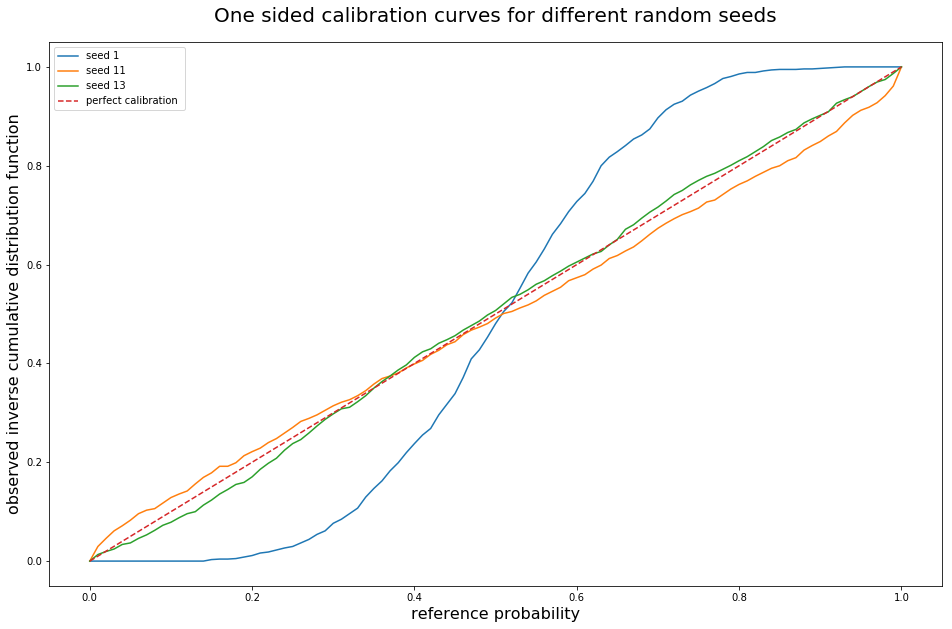 One sided calibration curves for different random seeds
seed 1
seed 11
seed 13
perfect calibration
observed inverse cumulative distribution function
1.0
0.8
0.6
0.4
0.2
0.0
0.0 0.2 0.4 0.6 0.8 1.0
reference probability